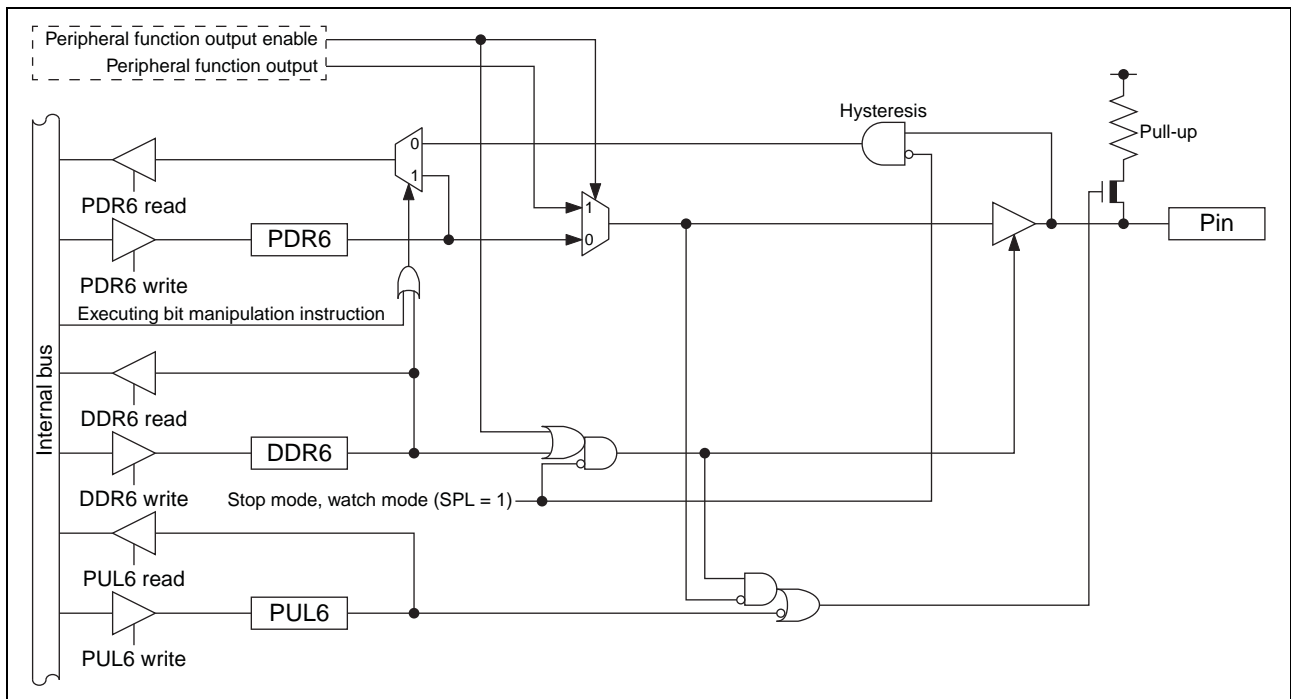 Peripheral function output enable
Peripheral function output
Hysteresis
Pull-up
0
1
PDR6 read
1
0
PDR6
Pin
PDR6 write
Executing bit manipulation instruction
Internal bus
DDR6 read
DDR6
DDR6 write
Stop mode, watch mode (SPL = 1)
PUL6 read
PUL6
PUL6 write